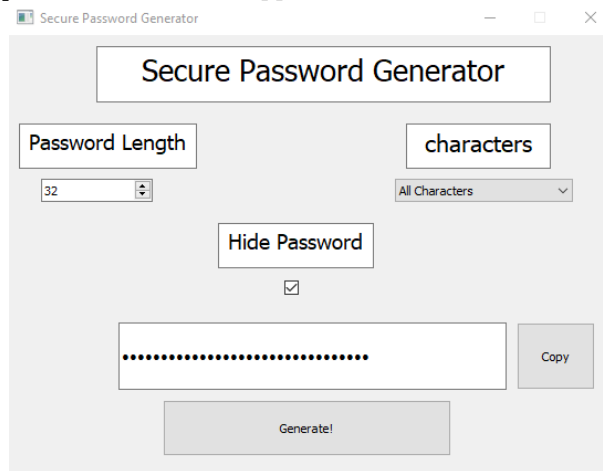 Secure Password Generator
Secure Password Generator
Password Length
characters
32
All Characters
Hide Password
••••••••••••••••••••••••••••••••
Copy
Generate!